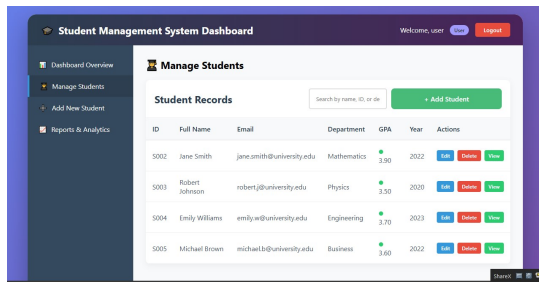 Student Management System Dashboard
Welcome, user User Logout
Dashboard Overview
Manage Students
Add New Student
Reports & Analytics
Manage Students
Student Records
Search by name, ID, or de
+ Add Student
ID Full Name Email Department GPA Year Actions
S002 Jane Smith jane.smith@university.edu Mathematics 3.90 2022 Edit Delete View
S003 Robert Johnson robert.j@university.edu Physics 3.50 2020 Edit Delete View
S004 Emily Williams emily.w@university.edu Engineering 3.70 2023 Edit Delete View
S005 Michael Brown michael.b@university.edu Business 3.60 2022 Edit Delete View
ShareX